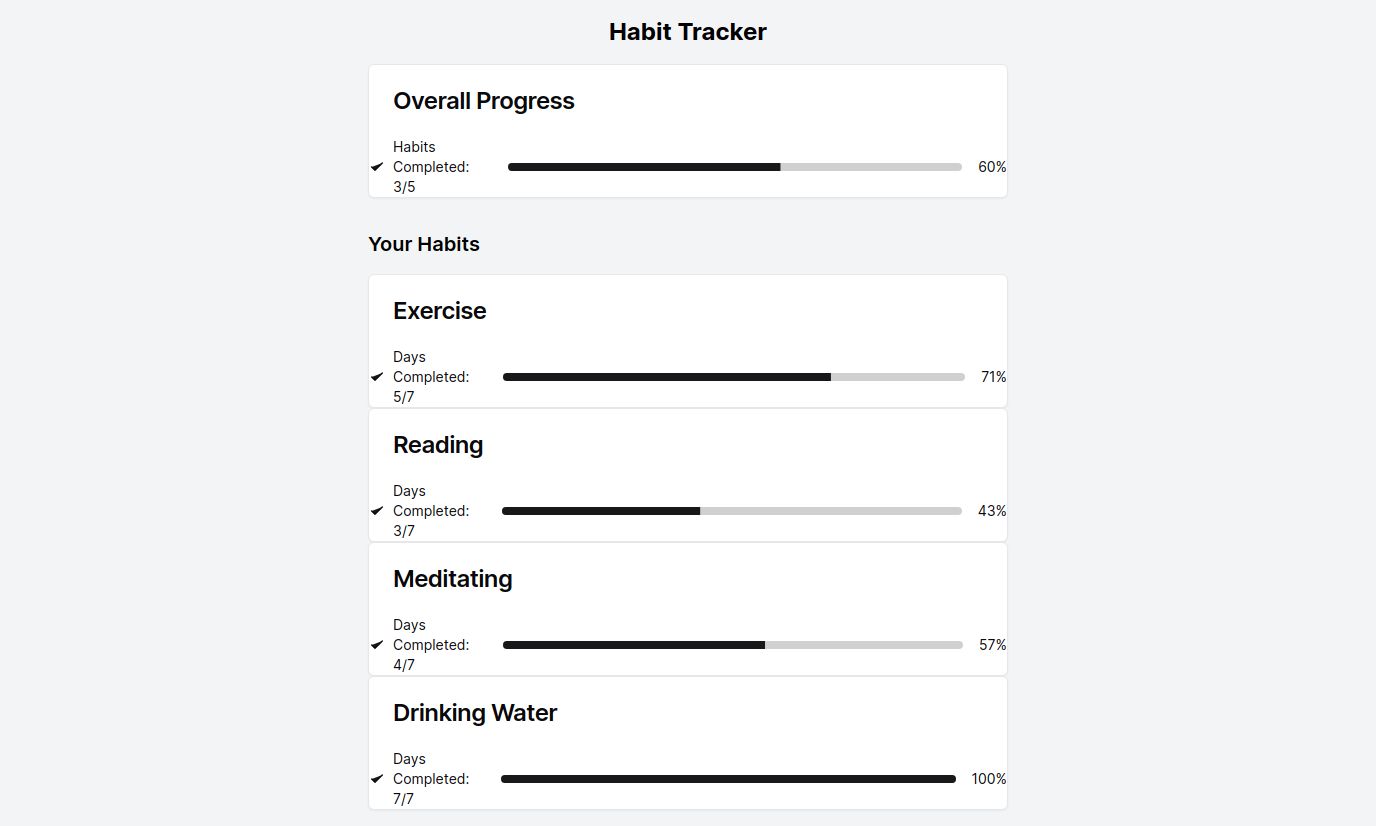 Habit Tracker
Overall Progress
Habits
Completed:
3/5
60%
Your Habits
Exercise
Days
Completed:
5/7
71%
Reading
Days
Completed:
3/7
43%
Meditating
Days
Completed:
4/7
57%
Drinking Water
Days
Completed:
7/7
100%